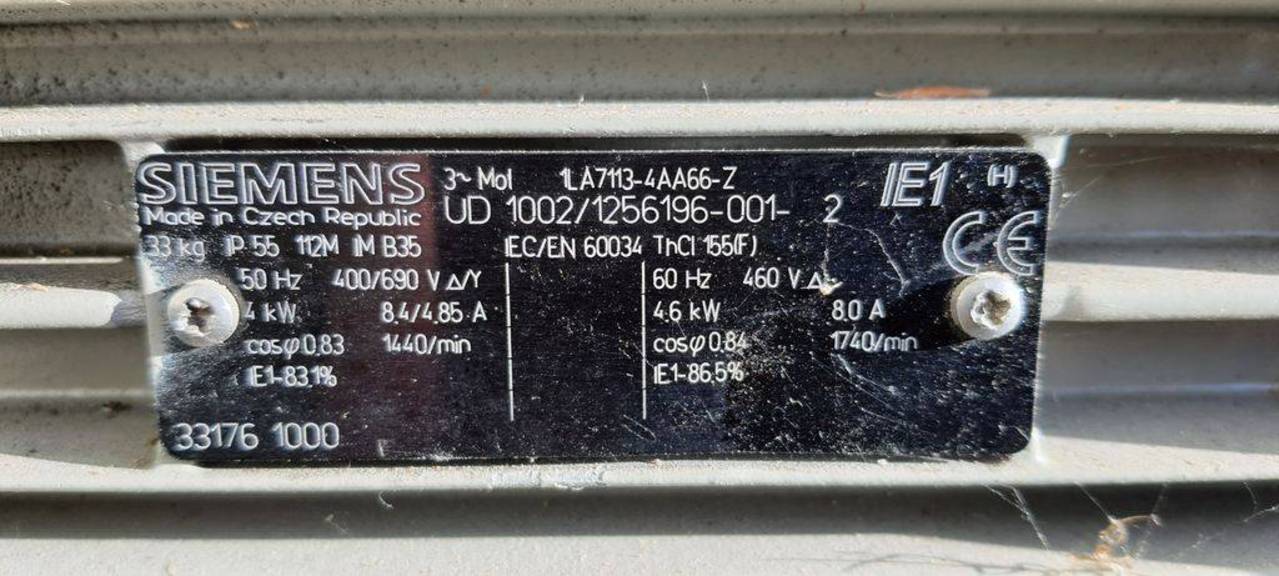 SIEMENS 3~ Mot 1LA7113-4AA66-Z IE1 (H)
Made in Czech Republic UD 1002/1256196-001- 2 CE
33 kg IP 55 112M IM B35 IEC/EN 60034 Th.Cl. 155(F)
50 Hz 400/690 V Δ/Y 60 Hz 460 V Δ
4 kW 8.4/4.85 A 4.6 kW 8.0 A
cosφ 0.83 1440/min cosφ 0.84 1740/min
IE1-83.1% IE1-86.5%
33176 1000